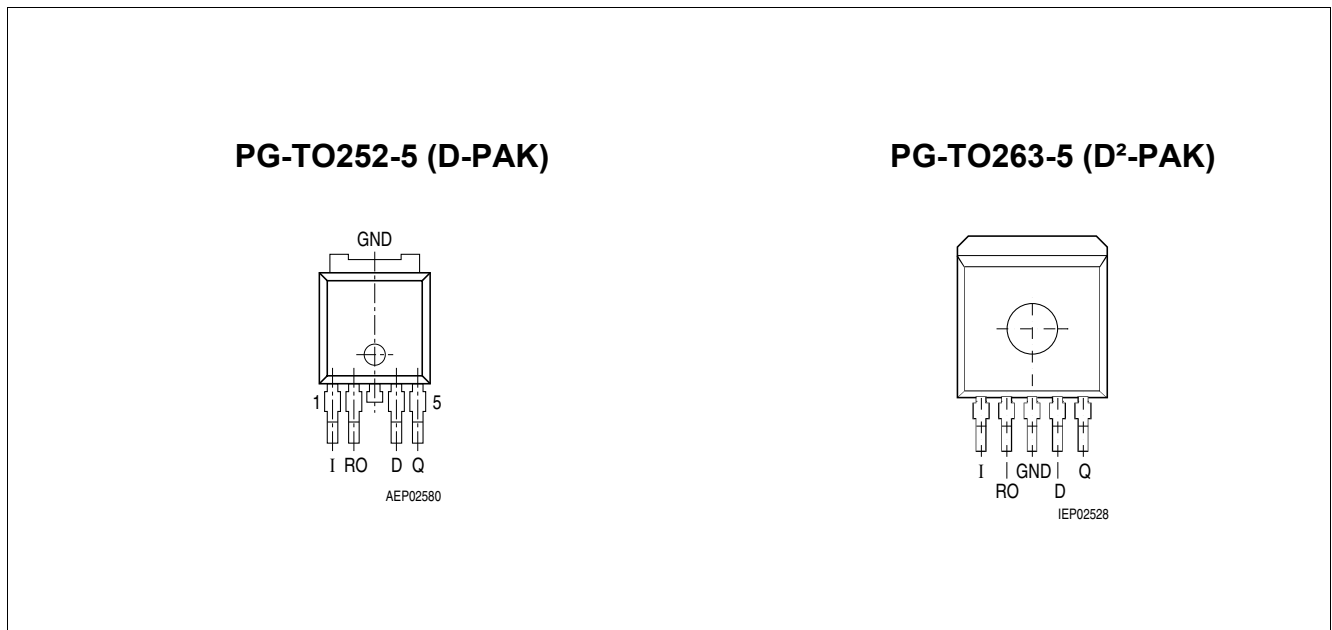 PG-TO252-5 (D-PAK)
GND
1 5
I RO D Q
AEP02580
PG-TO263-5 (D²-PAK)
I GND Q
RO D
IEP02528